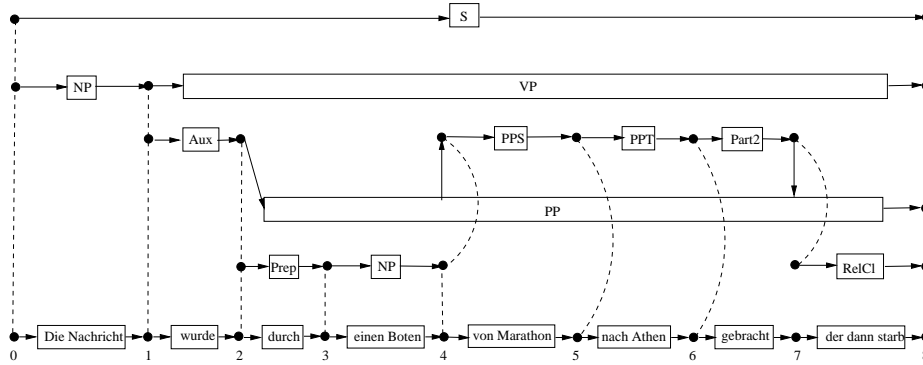 S
NP VP
Aux PPS PPT Part2
PP
Prep NP RelCl
Die Nachricht wurde durch einen Boten von Marathon nach Athen gebracht der dann starb
0 1 2 3 4 5 6 7